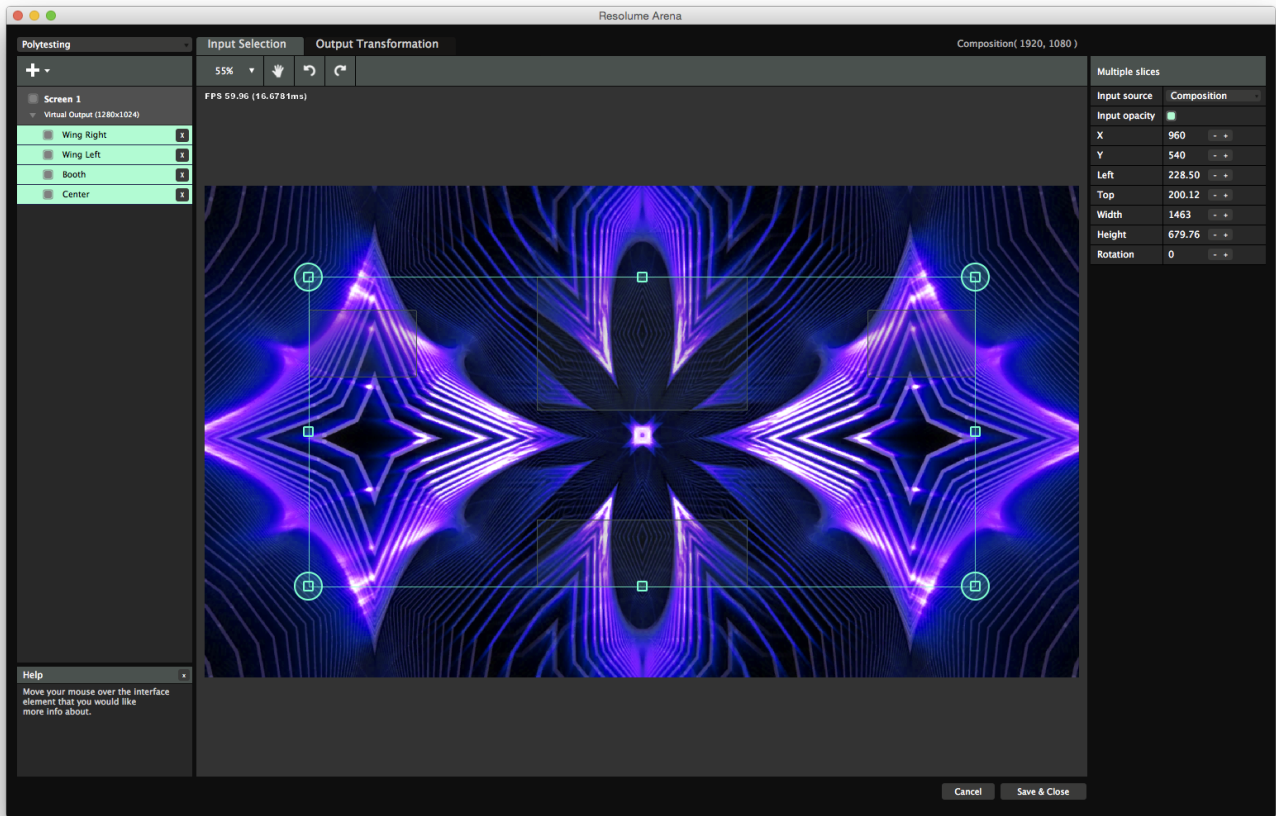 Resolume Arena
Polytesting
Input Selection
Output Transformation
Composition( 1920, 1080 )
55%
Multiple slices
FPS 59.96 (16.6781ms)
Screen 1
Virtual Output (1280x1024)
Wing Right x
Wing Left x
Booth x
Center x
Input source Composition
Input opacity
X 960 - +
Y 540 - +
Left 228.50 - +
Top 200.12 - +
Width 1463 - +
Height 679.76 - +
Rotation 0 - +
Help x
Move your mouse over the interface
element that you would like
more info about.
Cancel
Save & Close